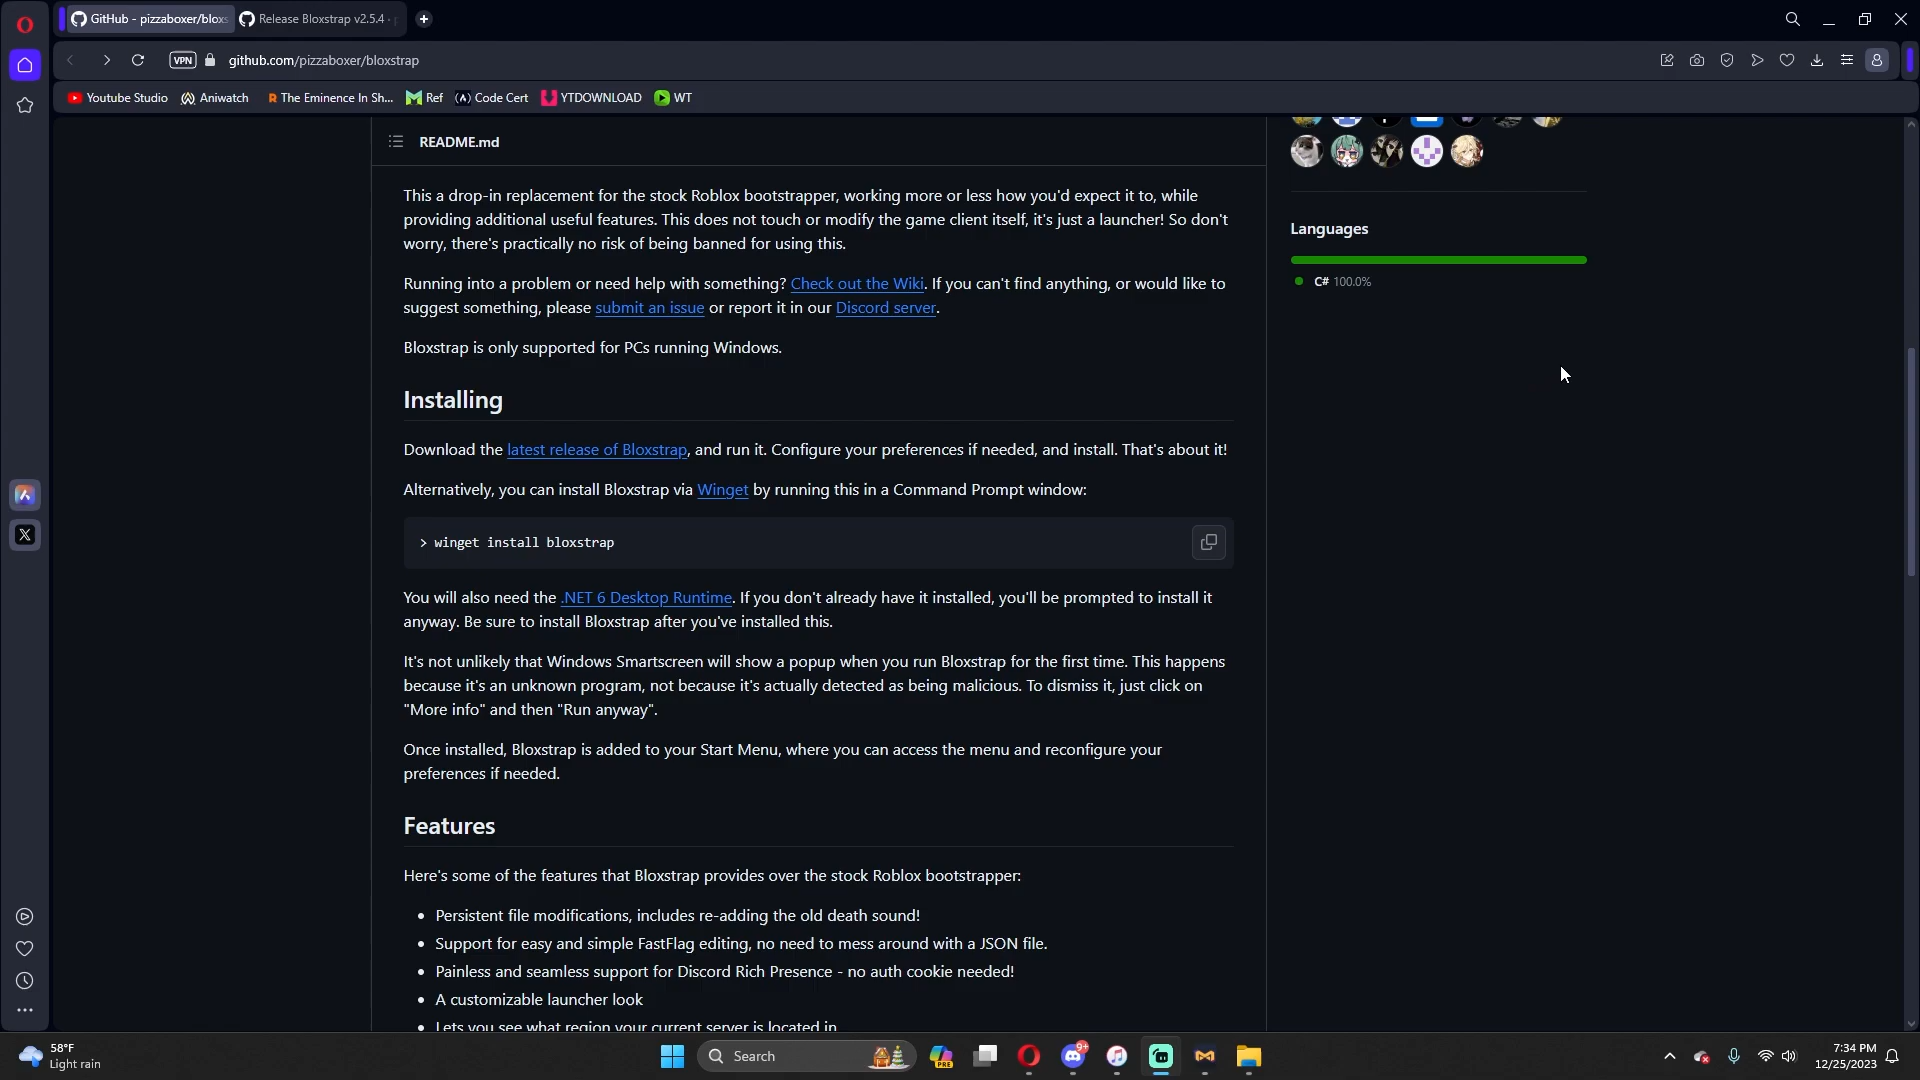 GitHub - pizzaboxer/blox
Release Bloxstrap v2.5.4 ·
VPN
github.com/pizzaboxer/bloxstrap
Youtube Studio
Aniwatch
The Eminence In Sh...
Ref
Code Cert
YTDOWNLOAD
WT
README.md
This a drop-in replacement for the stock Roblox bootstrapper, working more or less how you'd expect it to, while
providing additional useful features. This does not touch or modify the game client itself, it's just a launcher! So don't
worry, there's practically no risk of being banned for using this.
Running into a problem or need help with something? Check out the Wiki. If you can't find anything, or would like to
suggest something, please submit an issue or report it in our Discord server.
Bloxstrap is only supported for PCs running Windows.
Installing
Download the latest release of Bloxstrap, and run it. Configure your preferences if needed, and install. That's about it!
Alternatively, you can install Bloxstrap via Winget by running this in a Command Prompt window:
> winget install bloxstrap
You will also need the .NET 6 Desktop Runtime. If you don't already have it installed, you'll be prompted to install it
anyway. Be sure to install Bloxstrap after you've installed this.
It's not unlikely that Windows Smartscreen will show a popup when you run Bloxstrap for the first time. This happens
because it's an unknown program, not because it's actually detected as being malicious. To dismiss it, just click on
"More info" and then "Run anyway".
Once installed, Bloxstrap is added to your Start Menu, where you can access the menu and reconfigure your
preferences if needed.
Features
Here's some of the features that Bloxstrap provides over the stock Roblox bootstrapper:
• Persistent file modifications, includes re-adding the old death sound!
• Support for easy and simple FastFlag editing, no need to mess around with a JSON file.
• Painless and seamless support for Discord Rich Presence - no auth cookie needed!
• A customizable launcher look
• Lets you see what region your current server is located in
Languages
C# 100.0%
58°F
Light rain
Search
PRE
9+
7:34 PM
12/25/2023